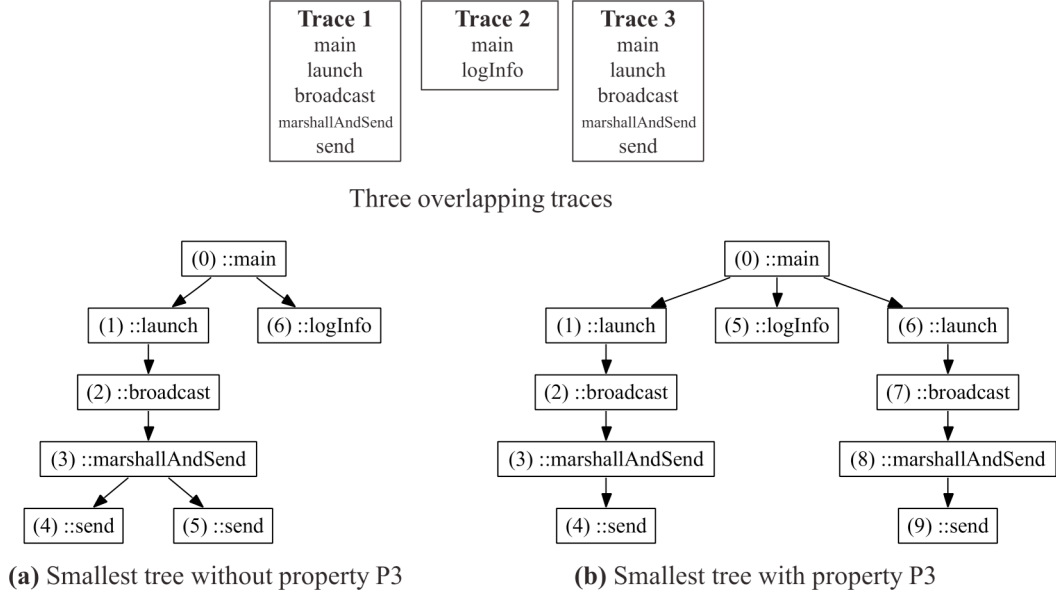 Trace 1
main
launch
broadcast
marshallAndSend
send
Trace 2
main
logInfo
Trace 3
main
launch
broadcast
marshallAndSend
send
Three overlapping traces
(0) ::main
(1) ::launch
(6) ::logInfo
(2) ::broadcast
(3) ::marshallAndSend
(4) ::send
(5) ::send
(a) Smallest tree without property P3
(0) ::main
(1) ::launch
(5) ::logInfo
(6) ::launch
(2) ::broadcast
(7) ::broadcast
(3) ::marshallAndSend
(8) ::marshallAndSend
(4) ::send
(9) ::send
(b) Smallest tree with property P3